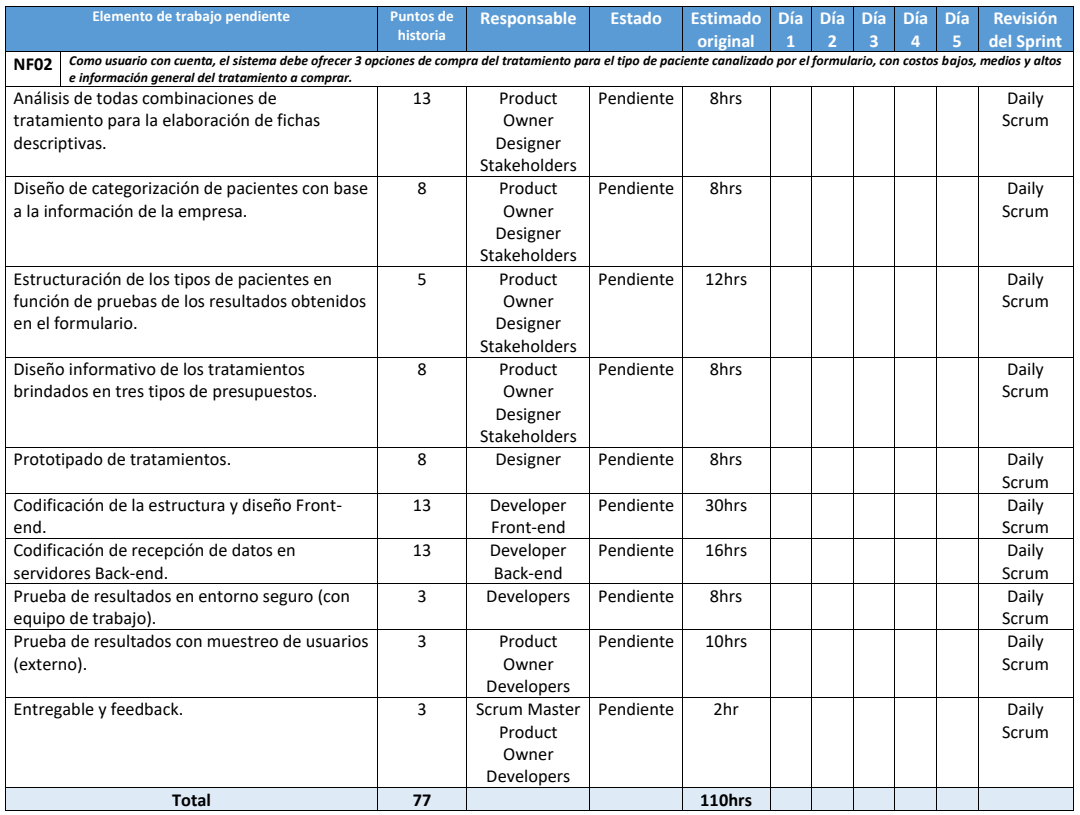 Elemento de trabajo pendiente Puntos de historia Responsable Estado Estimado original Día 1 Día 2 Día 3 Día 4 Día 5 Revisión del Sprint
NF02 Como usuario con cuenta, el sistema debe ofrecer 3 opciones de compra del tratamiento para el tipo de paciente canalizado por el formulario, con costos bajos, medios y altos
e información general del tratamiento a comprar.
Análisis de todas combinaciones de 13 Product Pendiente 8hrs Daily
tratamiento para la elaboración de fichas Owner Scrum
descriptivas. Designer
Stakeholders
Diseño de categorización de pacientes con base 8 Product Pendiente 8hrs Daily
a la información de la empresa. Owner Scrum
Designer
Stakeholders
Estructuración de los tipos de pacientes en 5 Product Pendiente 12hrs Daily
función de pruebas de los resultados obtenidos Owner Scrum
en el formulario. Designer
Stakeholders
Diseño informativo de los tratamientos 8 Product Pendiente 8hrs Daily
brindados en tres tipos de presupuestos. Owner Scrum
Designer
Stakeholders
Prototipado de tratamientos. 8 Designer Pendiente 8hrs Daily
Scrum
Codificación de la estructura y diseño Front- 13 Developer Pendiente 30hrs Daily
end. Front-end Scrum
Codificación de recepción de datos en 13 Developer Pendiente 16hrs Daily
servidores Back-end. Back-end Scrum
Prueba de resultados en entorno seguro (con 3 Developers Pendiente 8hrs Daily
equipo de trabajo). Scrum
Prueba de resultados con muestreo de usuarios 3 Product Pendiente 10hrs Daily
(externo). Owner Scrum
Developers
Entregable y feedback. 3 Scrum Master Pendiente 2hr Daily
Product Scrum
Owner
Developers
Total 77 110hrs